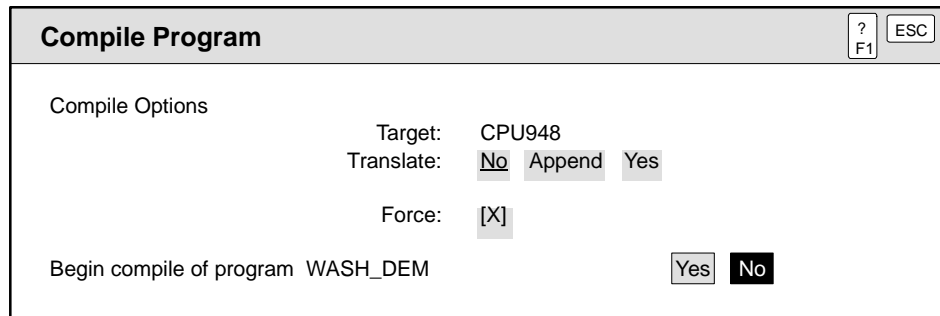 Compile Program ? F1 ESC
Compile Options
Target: CPU948
Translate: No Append Yes
Force: [X]
Begin compile of program WASH_DEM Yes No